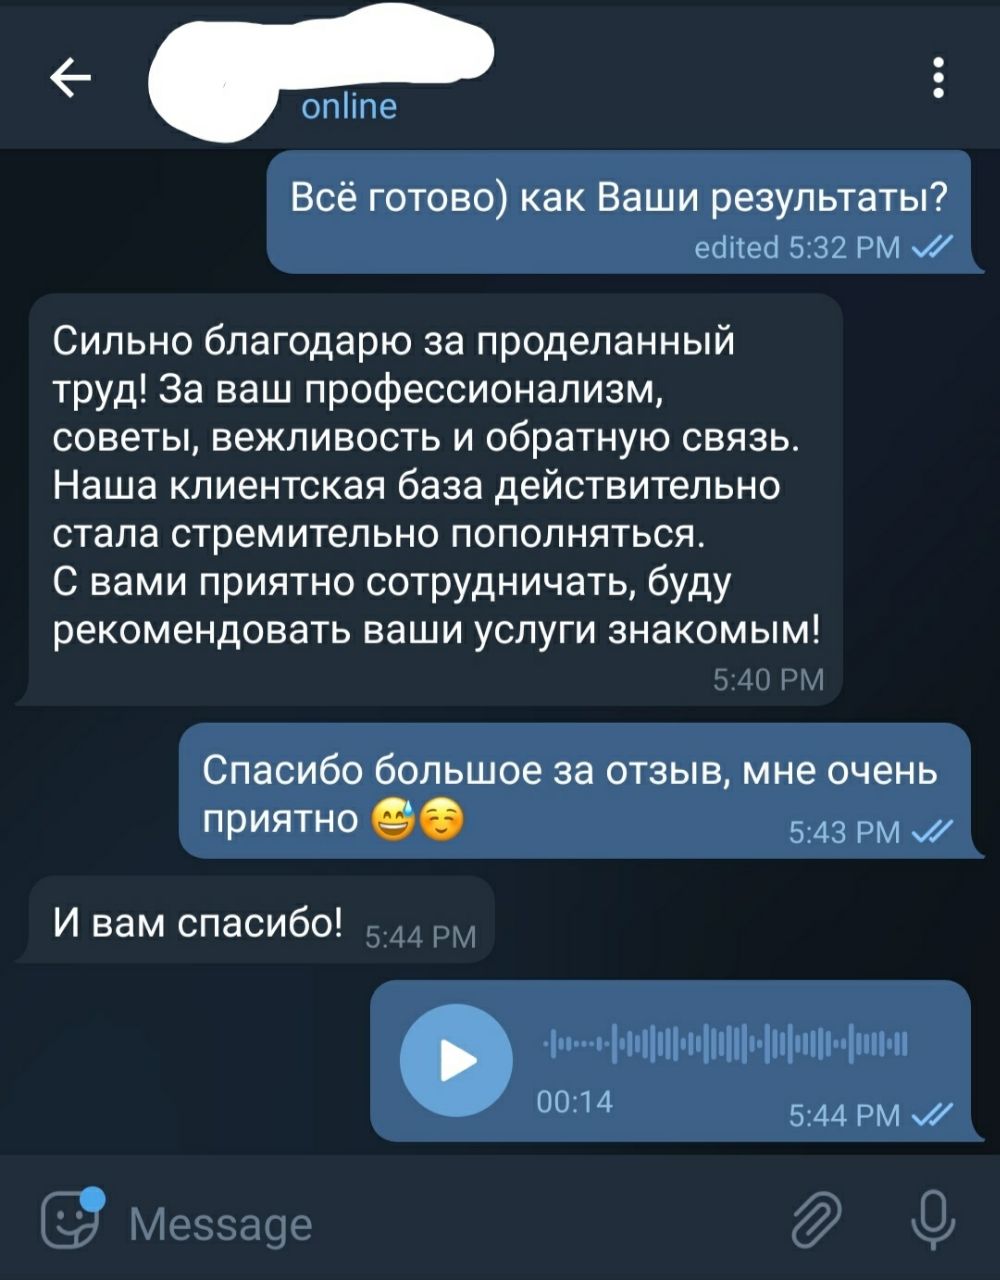 online
Всё готово) как Ваши результаты?
edited 5:32 PM
Сильно благодарю за проделанный
труд! За ваш профессионализм,
советы, вежливость и обратную связь.
Наша клиентская база действительно
стала стремительно пополняться.
С вами приятно сотрудничать, буду
рекомендовать ваши услуги знакомым!
5:40 PM
Спасибо большое за отзыв, мне очень
приятно 😅☺️
5:43 PM
И вам спасибо! 5:44 PM
00:14
5:44 PM
Message